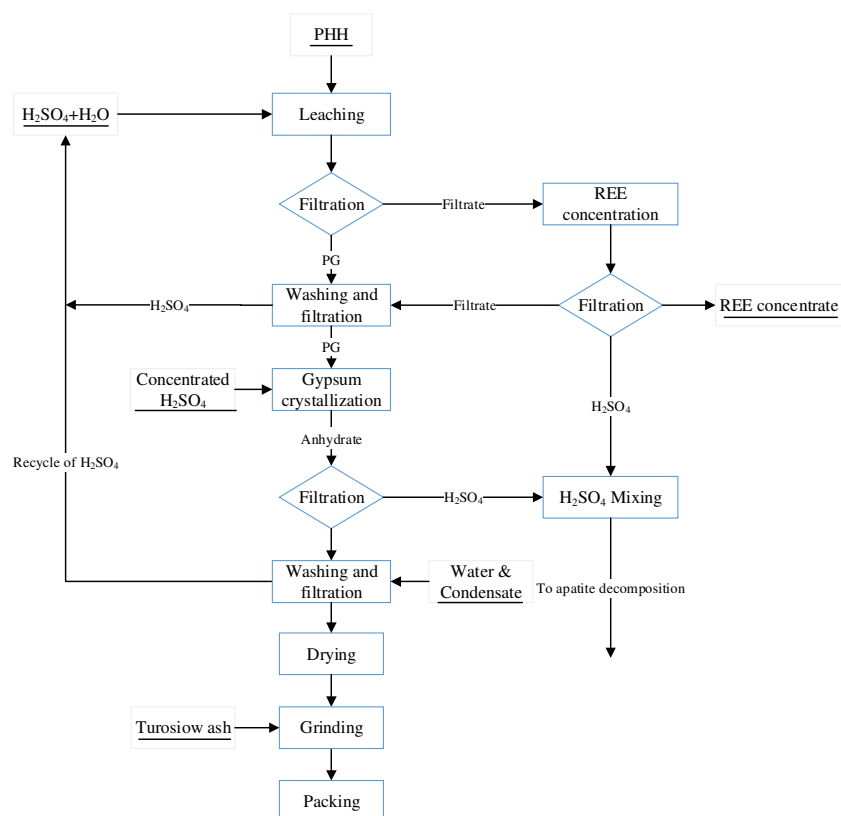 PHH
H₂SO₄+H₂O
Leaching
Filtration
Filtrate
REE
concentration
PG
H₂SO₄
Washing and
filtration
Filtrate
Filtration
REE concentrate
PG
Concentrated
H₂SO₄
Gypsum
crystallization
H₂SO₄
Anhydrate
Recycle of H₂SO₄
Filtration
H₂SO₄
H₂SO₄ Mixing
Washing and
filtration
Water &
Condensate
To apatite decomposition
Drying
Turosiow ash
Grinding
Packing